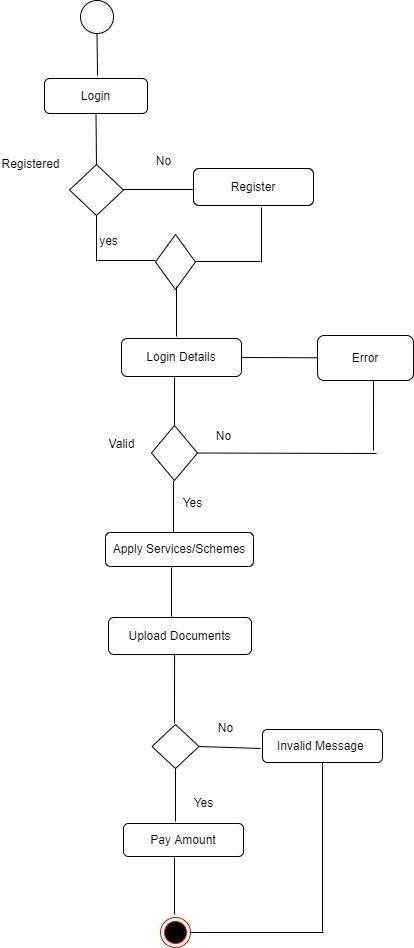 Login
Registered
No
Register
yes
Login Details
Error
Valid
No
Yes
Apply Services/Schemes
Upload Documents
No
Invalid Message
Yes
Pay Amount